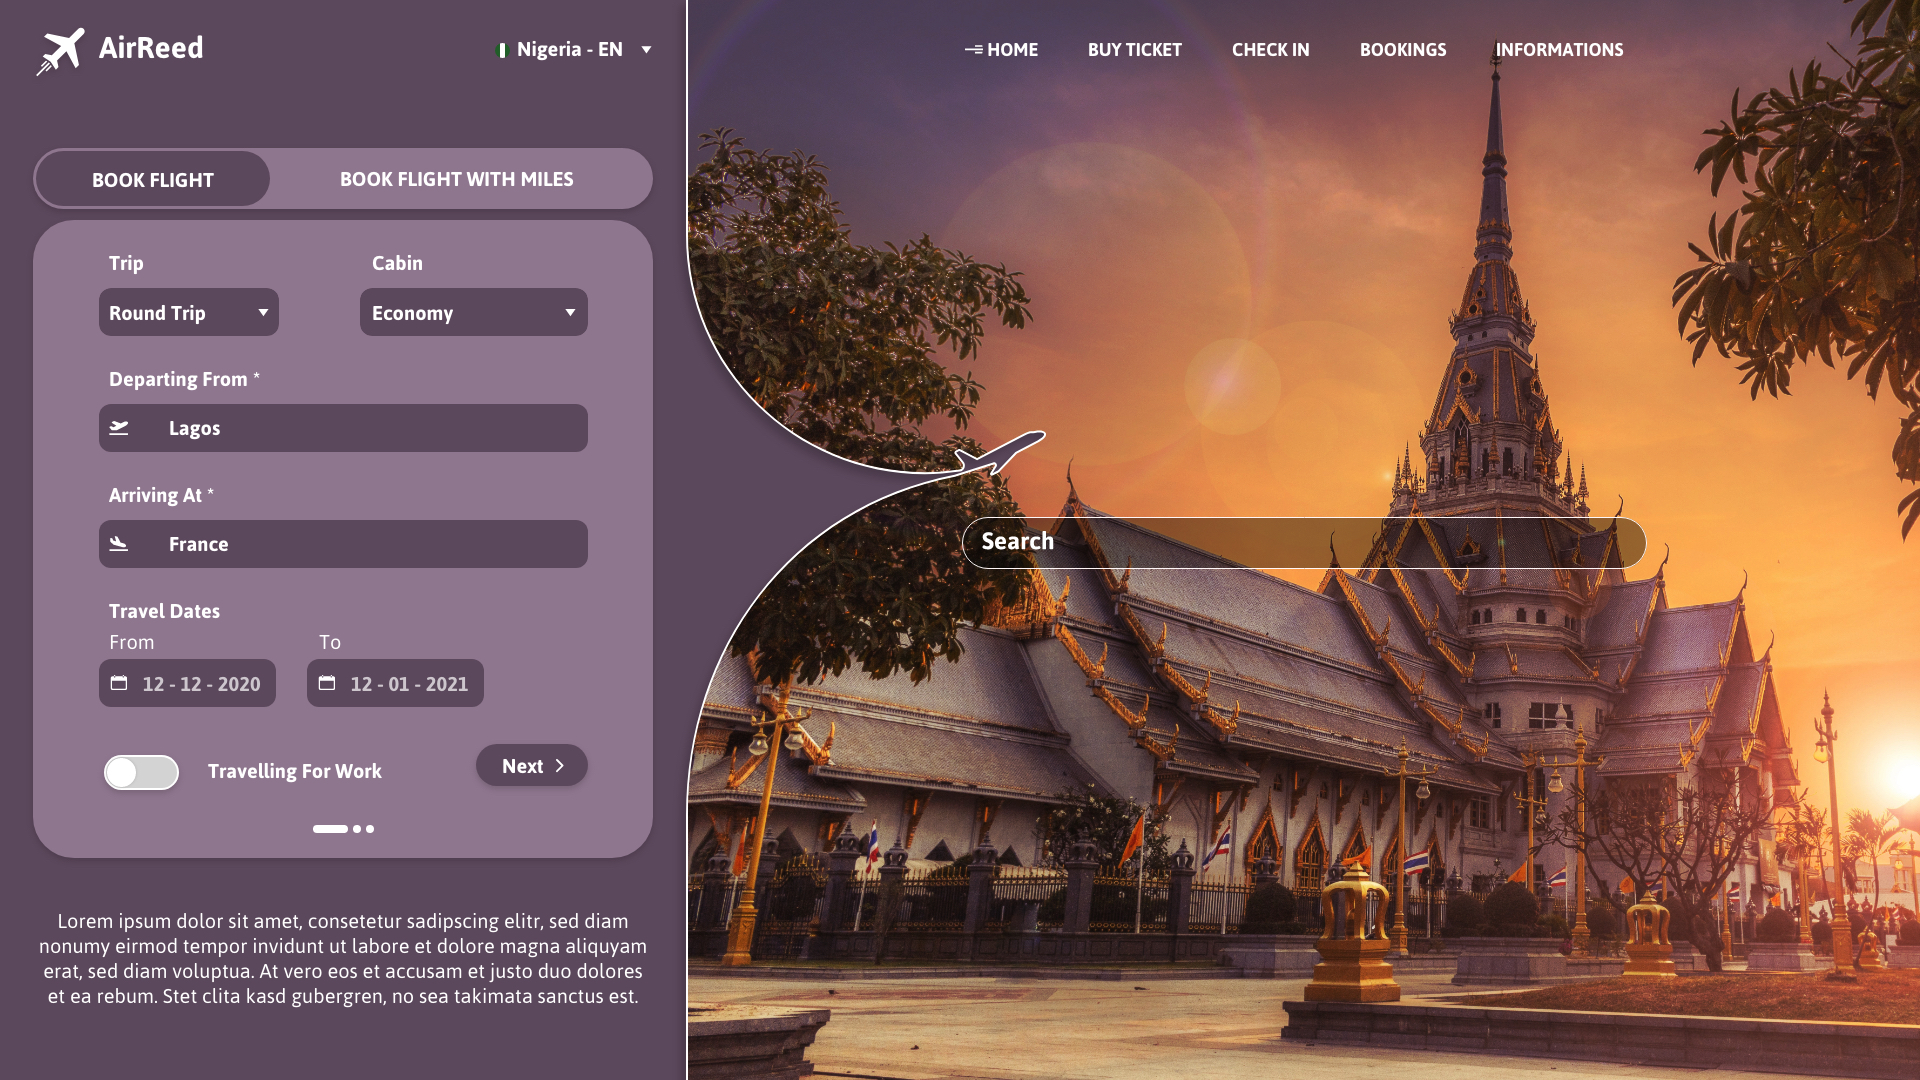 AirReed
Nigeria - EN
HOME
BUY TICKET
CHECK IN
BOOKINGS
INFORMATIONS
BOOK FLIGHT
BOOK FLIGHT WITH MILES
Trip
Cabin
Round Trip
Economy
Departing From *
Lagos
Arriving At *
France
Search
Travel Dates
From
To
12 - 12 - 2020
12 - 01 - 2021
Travelling For Work
Next
Lorem ipsum dolor sit amet, consetetur sadipscing elitr, sed diam
nonumy eirmod tempor invidunt ut labore et dolore magna aliquyam
erat, sed diam voluptua. At vero eos et accusam et justo duo dolores
et ea rebum. Stet clita kasd gubergren, no sea takimata sanctus est.